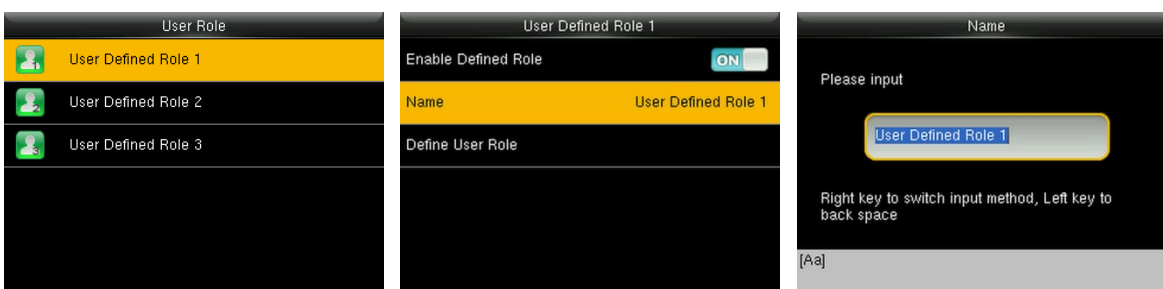 User Role
User Defined Role 1
User Defined Role 2
User Defined Role 3
User Defined Role 1
Enable Defined Role ON
Name User Defined Role 1
Define User Role
Name
Please input
User Defined Role 1
Right key to switch input method, Left key to
back space
[Aa]